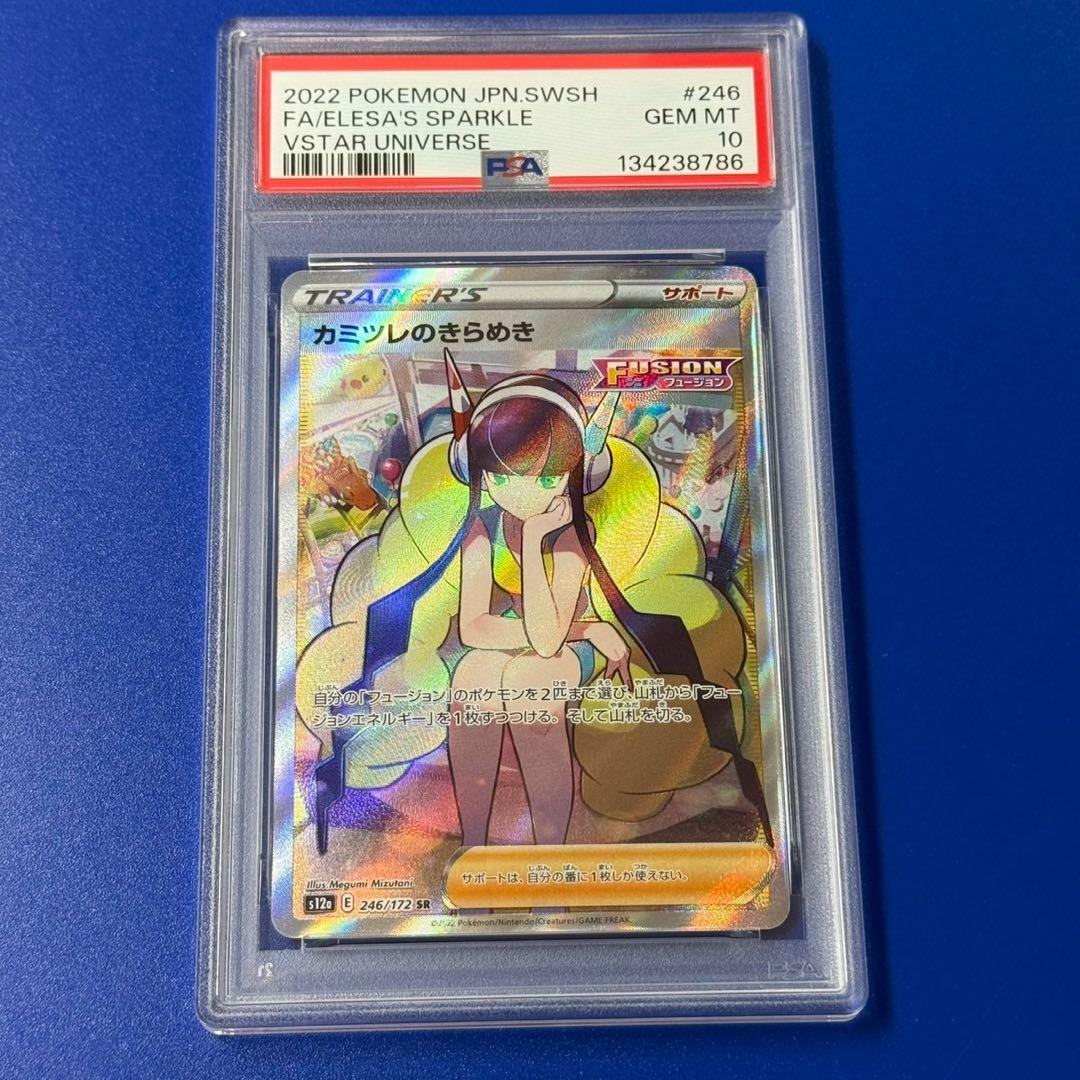 2022 POKEMON JPN.SWSH #246
FA/ELESA'S SPARKLE GEM MT
VSTAR UNIVERSE 10
PSA 134238786
TRAINER'S サポート
カミツレのきらめき
FUSION
フュージョン
自分の「フュージョン」のポケモンを2匹まで選び、山札から「フュー
ジョンエネルギー」を1枚ずつつける。そして山札を切る。
サポートは、自分の番に1枚しか使えない。
Illus. Megumi Mizutani
s12a E 246/172 SR
©2022 Pokémon/Nintendo/Creatures/GAME FREAK.
PSA